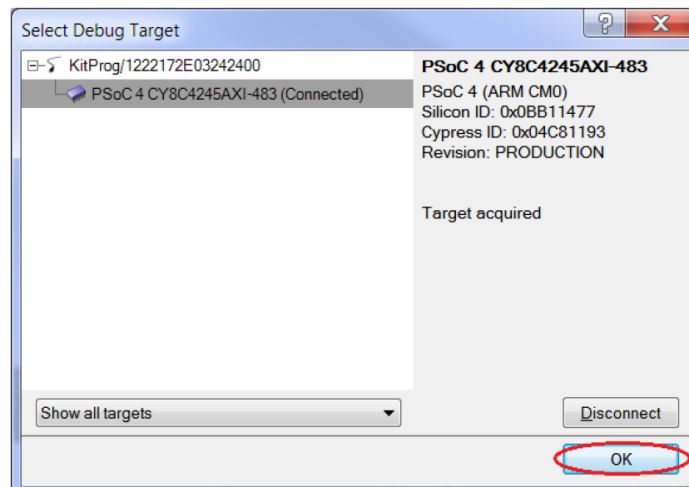 Select Debug Target
?
X
KitProg/1222172E03242400
PSoC 4 CY8C4245AXI-483 (Connected)
PSoC 4 CY8C4245AXI-483
PSoC 4 (ARM CM0)
Silicon ID: 0x0BB11477
Cypress ID: 0x04C81193
Revision: PRODUCTION
Target acquired
Show all targets
Disconnect
OK